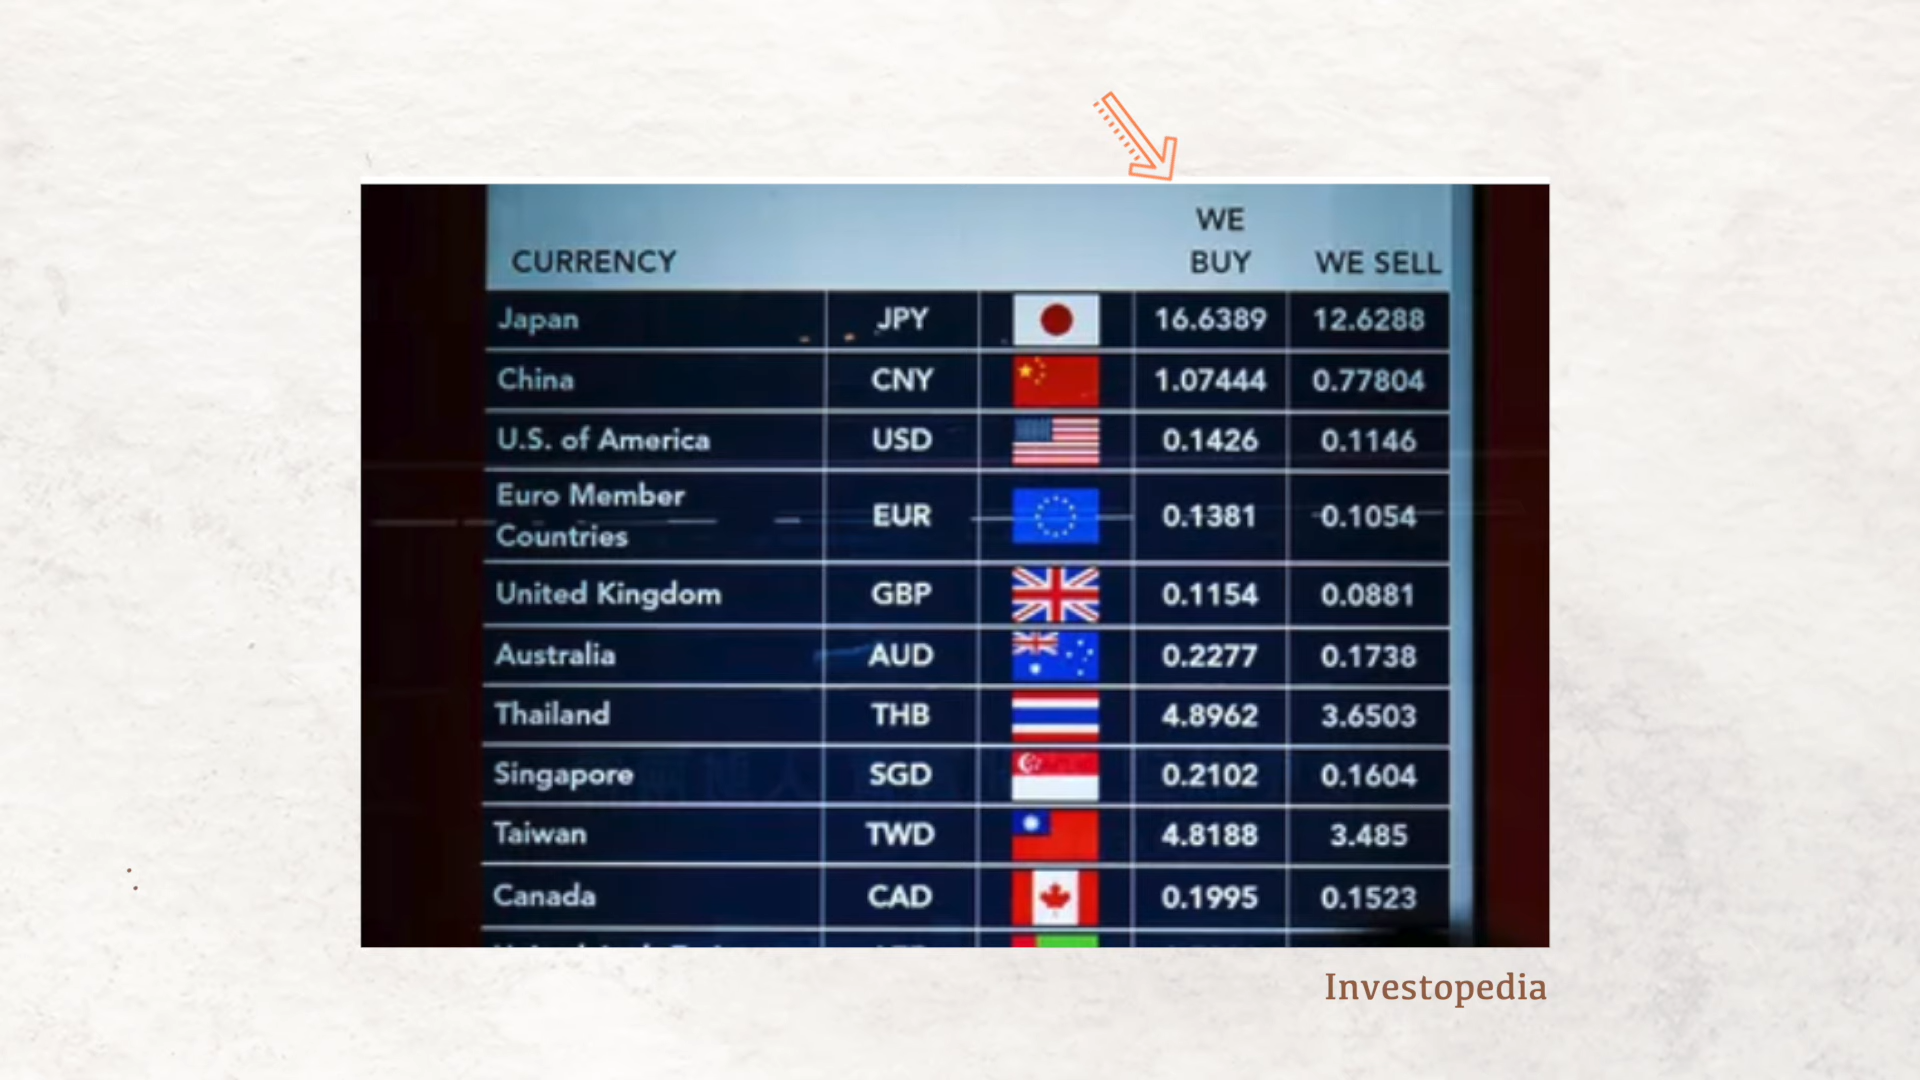 WE
CURRENCY BUY WE SELL
Japan JPY 16.6389 12.6288
China CNY 1.07444 0.77804
U.S. of America USD 0.1426 0.1146
Euro Member
Countries EUR 0.1381 0.1054
United Kingdom GBP 0.1154 0.0881
Australia AUD 0.2277 0.1738
Thailand THB 4.8962 3.6503
Singapore SGD 0.2102 0.1604
Taiwan TWD 4.8188 3.485
Canada CAD 0.1995 0.1523
Investopedia